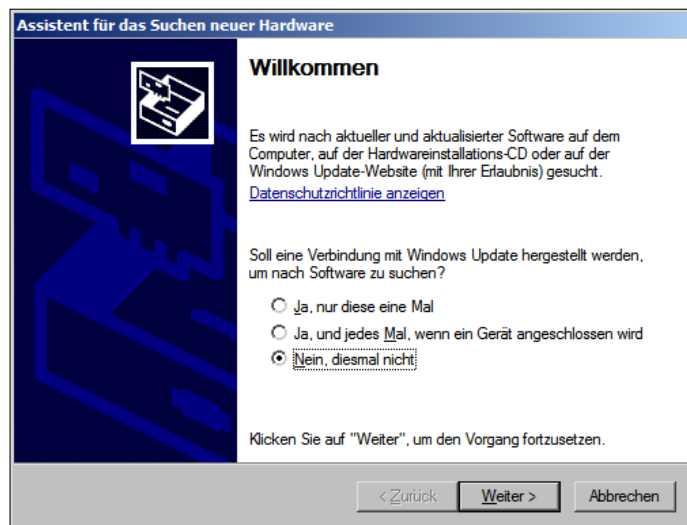 Assistent für das Suchen neuer Hardware
Willkommen
Es wird nach aktueller und aktualisierter Software auf dem
Computer, auf der Hardwareinstallations-CD oder auf der
Windows Update-Website (mit Ihrer Erlaubnis) gesucht.
Datenschutzrichtlinie anzeigen
Soll eine Verbindung mit Windows Update hergestellt werden,
um nach Software zu suchen?
Ja, nur diese eine Mal
Ja, und jedes Mal, wenn ein Gerät angeschlossen wird
Nein, diesmal nicht
Klicken Sie auf "Weiter", um den Vorgang fortzusetzen.
< Zurück Weiter > Abbrechen